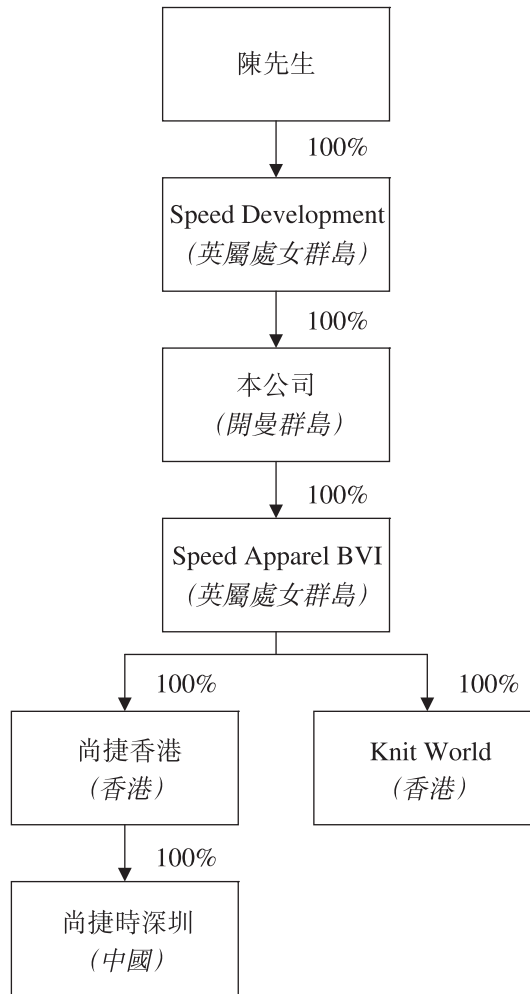 陳先生
100%
Speed Development
(英屬處女群島)
100%
本公司
(開曼群島)
100%
Speed Apparel BVI
(英屬處女群島)
100%
100%
尚捷香港
(香港)
Knit World
(香港)
100%
尚捷時深圳
(中國)